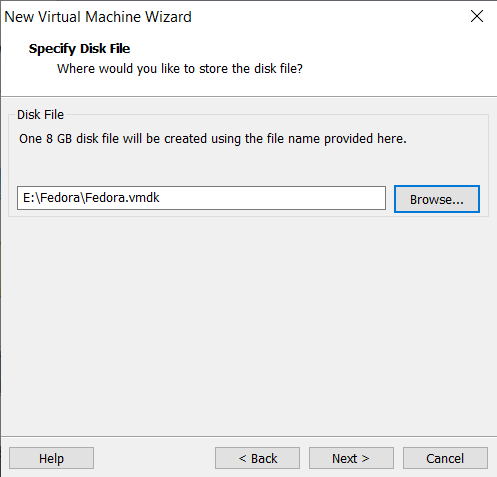 New Virtual Machine Wizard
Specify Disk File
Where would you like to store the disk file?
Disk File
One 8 GB disk file will be created using the file name provided here.
E:\Fedora\Fedora.vmdk
Browse...
Help
< Back
Next >
Cancel